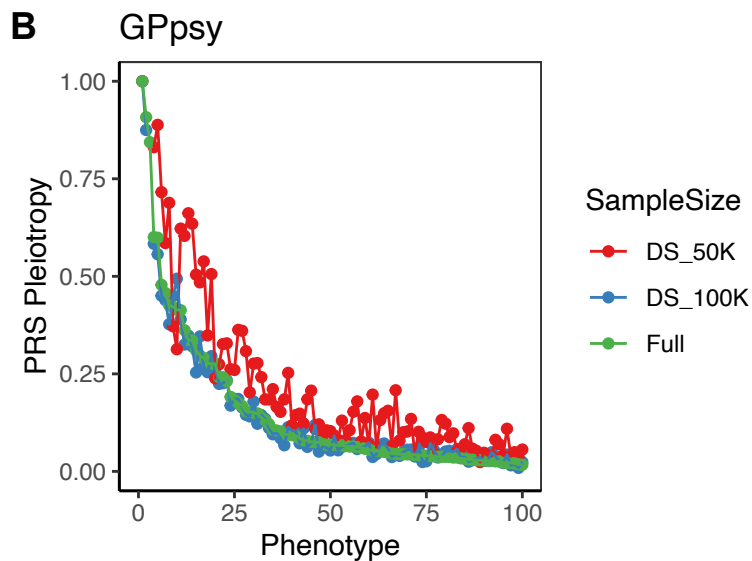 B GPpsy
PRS Pleiotropy
1.00
0.75
0.50
0.25
0.00
0 25 50 75 100
Phenotype
SampleSize
DS_50K
DS_100K
Full